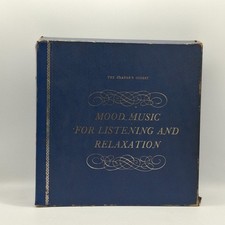 THE READER'S DIGEST
MOOD MUSIC
FOR LISTENING AND
RELAXATION